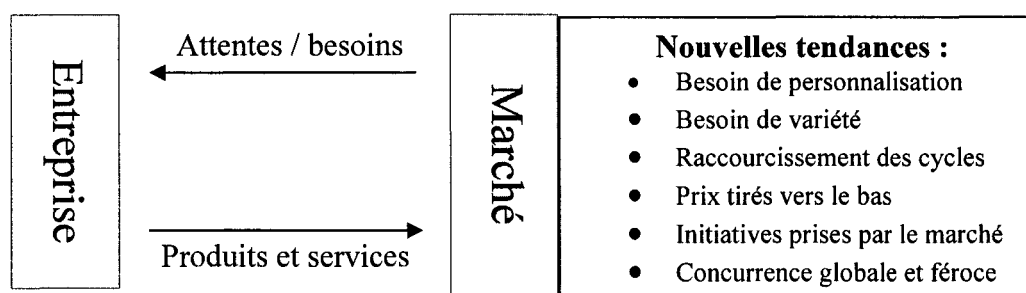 Entreprise
Attentes / besoins
Produits et services
Marché
Nouvelles tendances :
• Besoin de personnalisation
• Besoin de variété
• Raccourcissement des cycles
• Prix tirés vers le bas
• Initiatives prises par le marché
• Concurrence globale et féroce